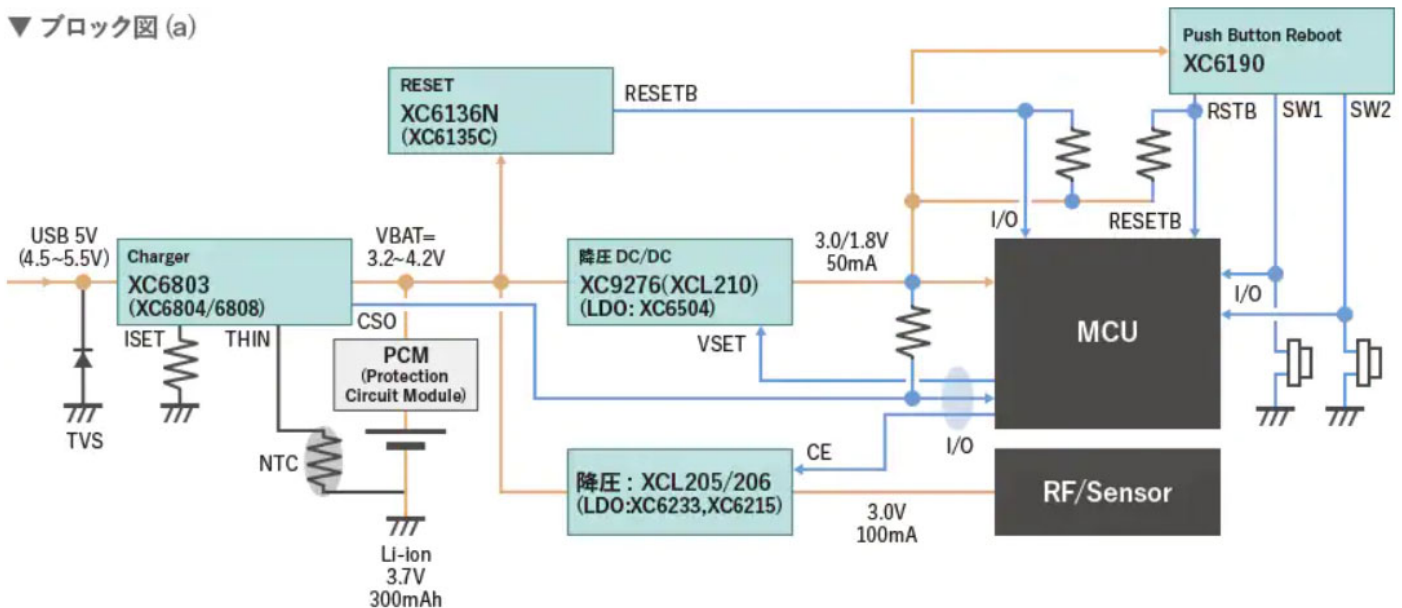 ▼ ブロック図 (a)
Push Button Reboot
XC6190
RESET
XC6136N
(XC6135C)
RESETB
RSTB
SW1
SW2
I/O
RESETB
USB 5V
(4.5~5.5V)
Charger
XC6803
(XC6804/6808)
VBAT=
3.2~4.2V
降圧 DC/DC
XC9276(XCL210)
(LDO: XC6504)
3.0/1.8V
50mA
I/O
ISET
THIN
CSO
VSET
MCU
PCM
(Protection
Circuit Module)
TVS
NTC
CE
I/O
降圧 : XCL205/206
(LDO:XC6233,XC6215)
3.0V
100mA
RF/Sensor
Li-ion
3.7V
300mAh